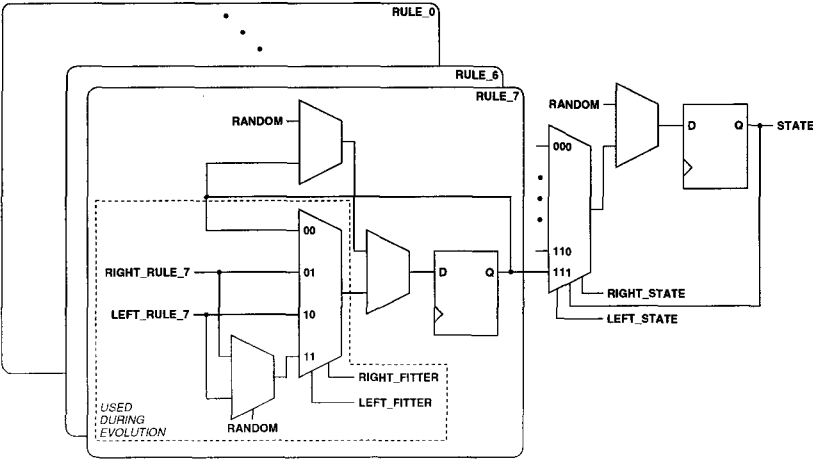 RULE_0
RULE_6
RULE_7
RANDOM
RANDOM
D Q
STATE
000
110
111
00
RIGHT_RULE_7
01
D Q
LEFT_RULE_7
10
11
RIGHT_STATE
LEFT_STATE
RIGHT_FITTER
LEFT_FITTER
RANDOM
USED
DURING
EVOLUTION